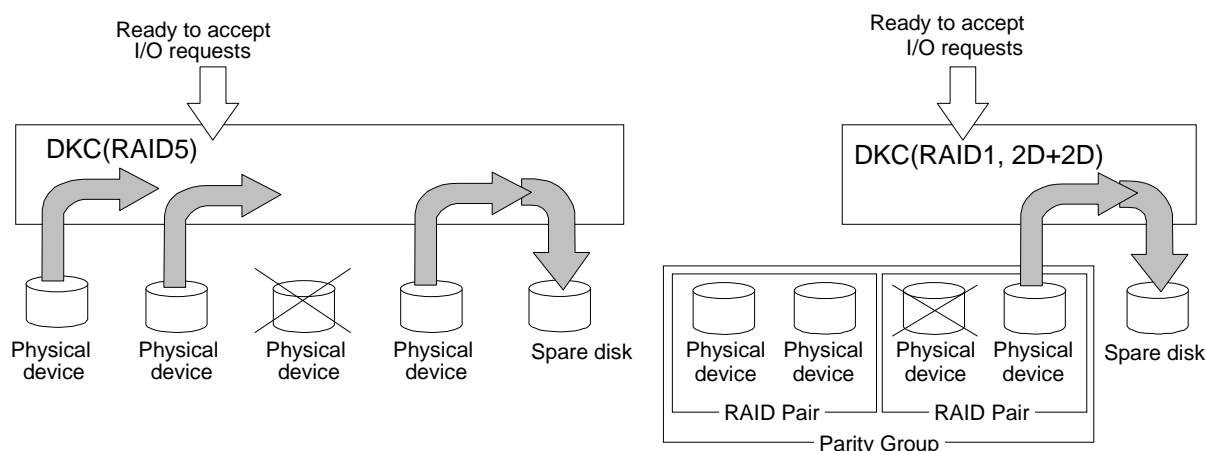 Ready to accept
I/O requests
DKC(RAID5)
Physical
device
Physical
device
Physical
device
Physical
device
Spare disk
Ready to accept
I/O requests
DKC(RAID1, 2D+2D)
Physical
device
Physical
device
Physical
device
Physical
device
Spare disk
RAID Pair
RAID Pair
Parity Group